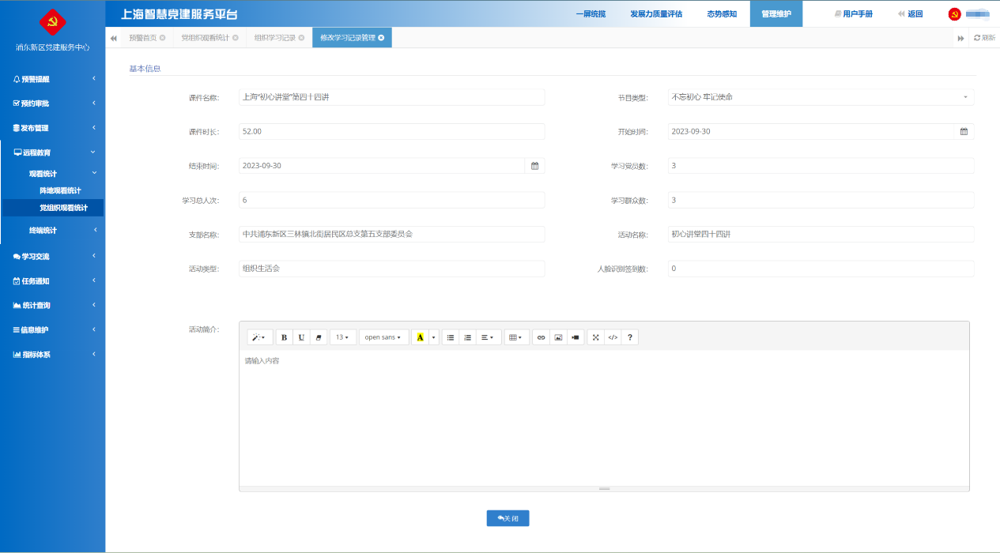 上海智慧党建服务平台
一屏统揽
发展力质量评估
态势感知
管理维护
用户手册
返回
浦东新区党建服务中心
预警首页
党组织观看统计
组织学习记录
修改学习记录管理
刷新
预警提醒
预约审批
发布管理
远程教育
观看统计
阵地观看统计
党组织观看统计
终端统计
学习交流
任务通知
统计查询
信息维护
指标体系
基本信息
课件名称: 上海"初心讲堂"第四十四讲
节目类型: 不忘初心 牢记使命
课件时长: 52.00
开始时间: 2023-09-30
结束时间: 2023-09-30
学习党员数: 3
学习总人次: 6
学习群众数: 3
支部名称: 中共浦东新区三林镇北街居民区总支第五支部委员会
活动名称: 初心讲堂四十四讲
活动类型: 组织生活会
人脸识别签到数: 0
活动简介:
B U 13 open sans A </> ?
请输入内容
关闭